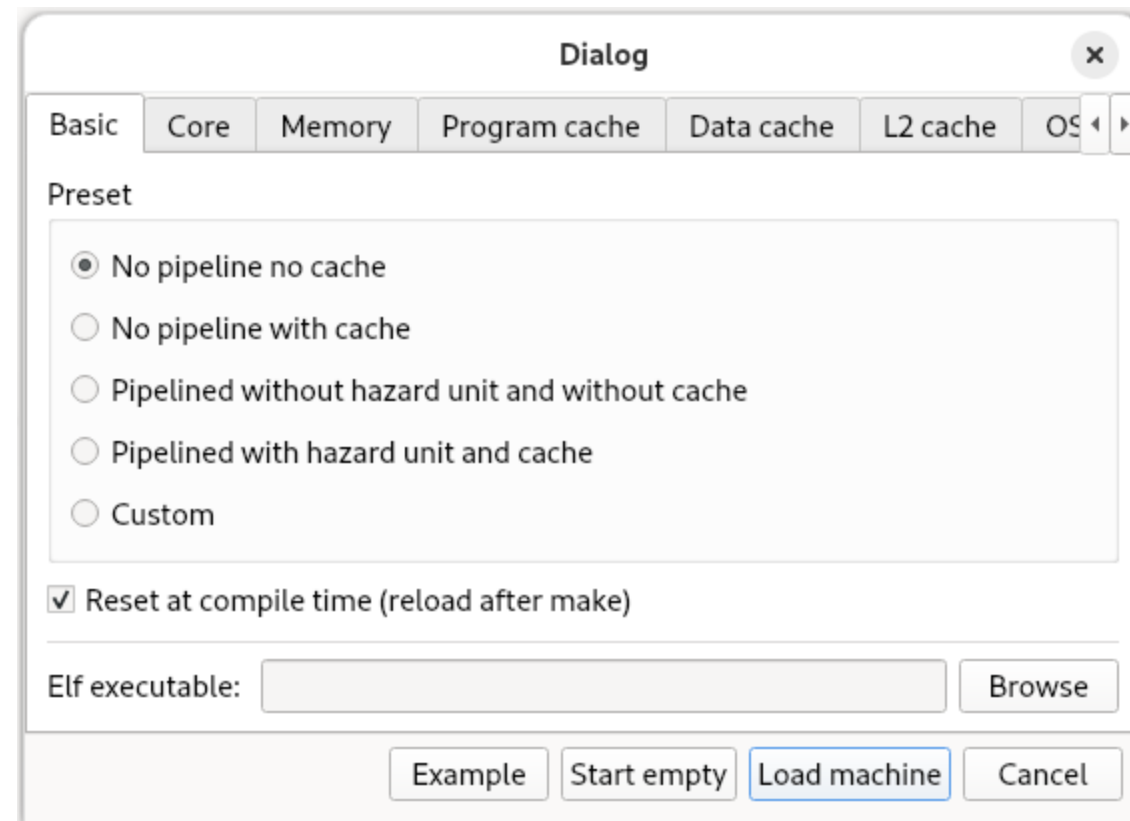 Dialog
Basic Core Memory Program cache Data cache L2 cache OS
Preset
No pipeline no cache
No pipeline with cache
Pipelined without hazard unit and without cache
Pipelined with hazard unit and cache
Custom
Reset at compile time (reload after make)
Elf executable: Browse
Example Start empty Load machine Cancel